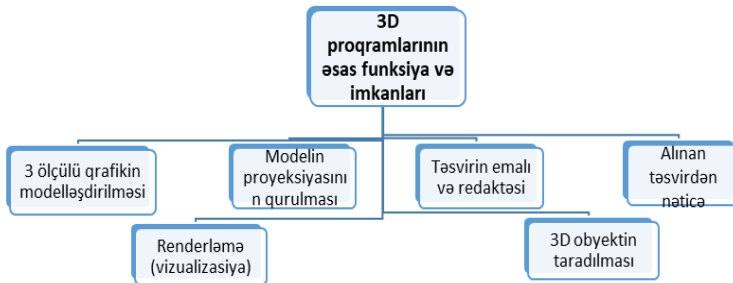 3D
proqramlarının
əsas funksiya və
imkanları
3 ölçülü qrafikin
modelləşdirilməsi
Modelin
proyeksiyasını
n qurulması
Təsvirin emalı
və redaktəsi
Alınan
təsvirdən
nəticə
Renderləmə
(vizualizasiya)
3D obyektin
taradılması